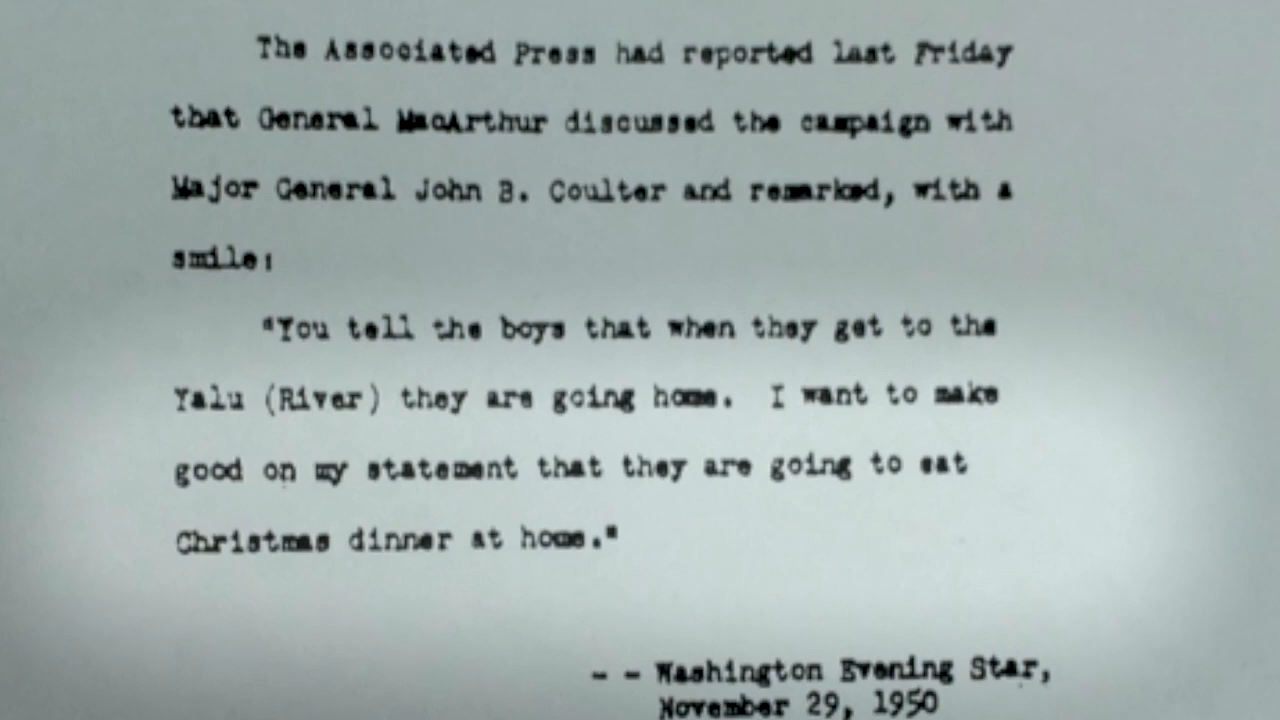 The Associated Press had reported last Friday
that General MacArthur discussed the campaign with
Major General John B. Coulter and remarked, with a
smile:
"You tell the boys that when they get to the
Yalu (River) they are going home. I want to make
good on my statement that they are going to eat
Christmas dinner at home."
-- Washington Evening Star,
November 29, 1950